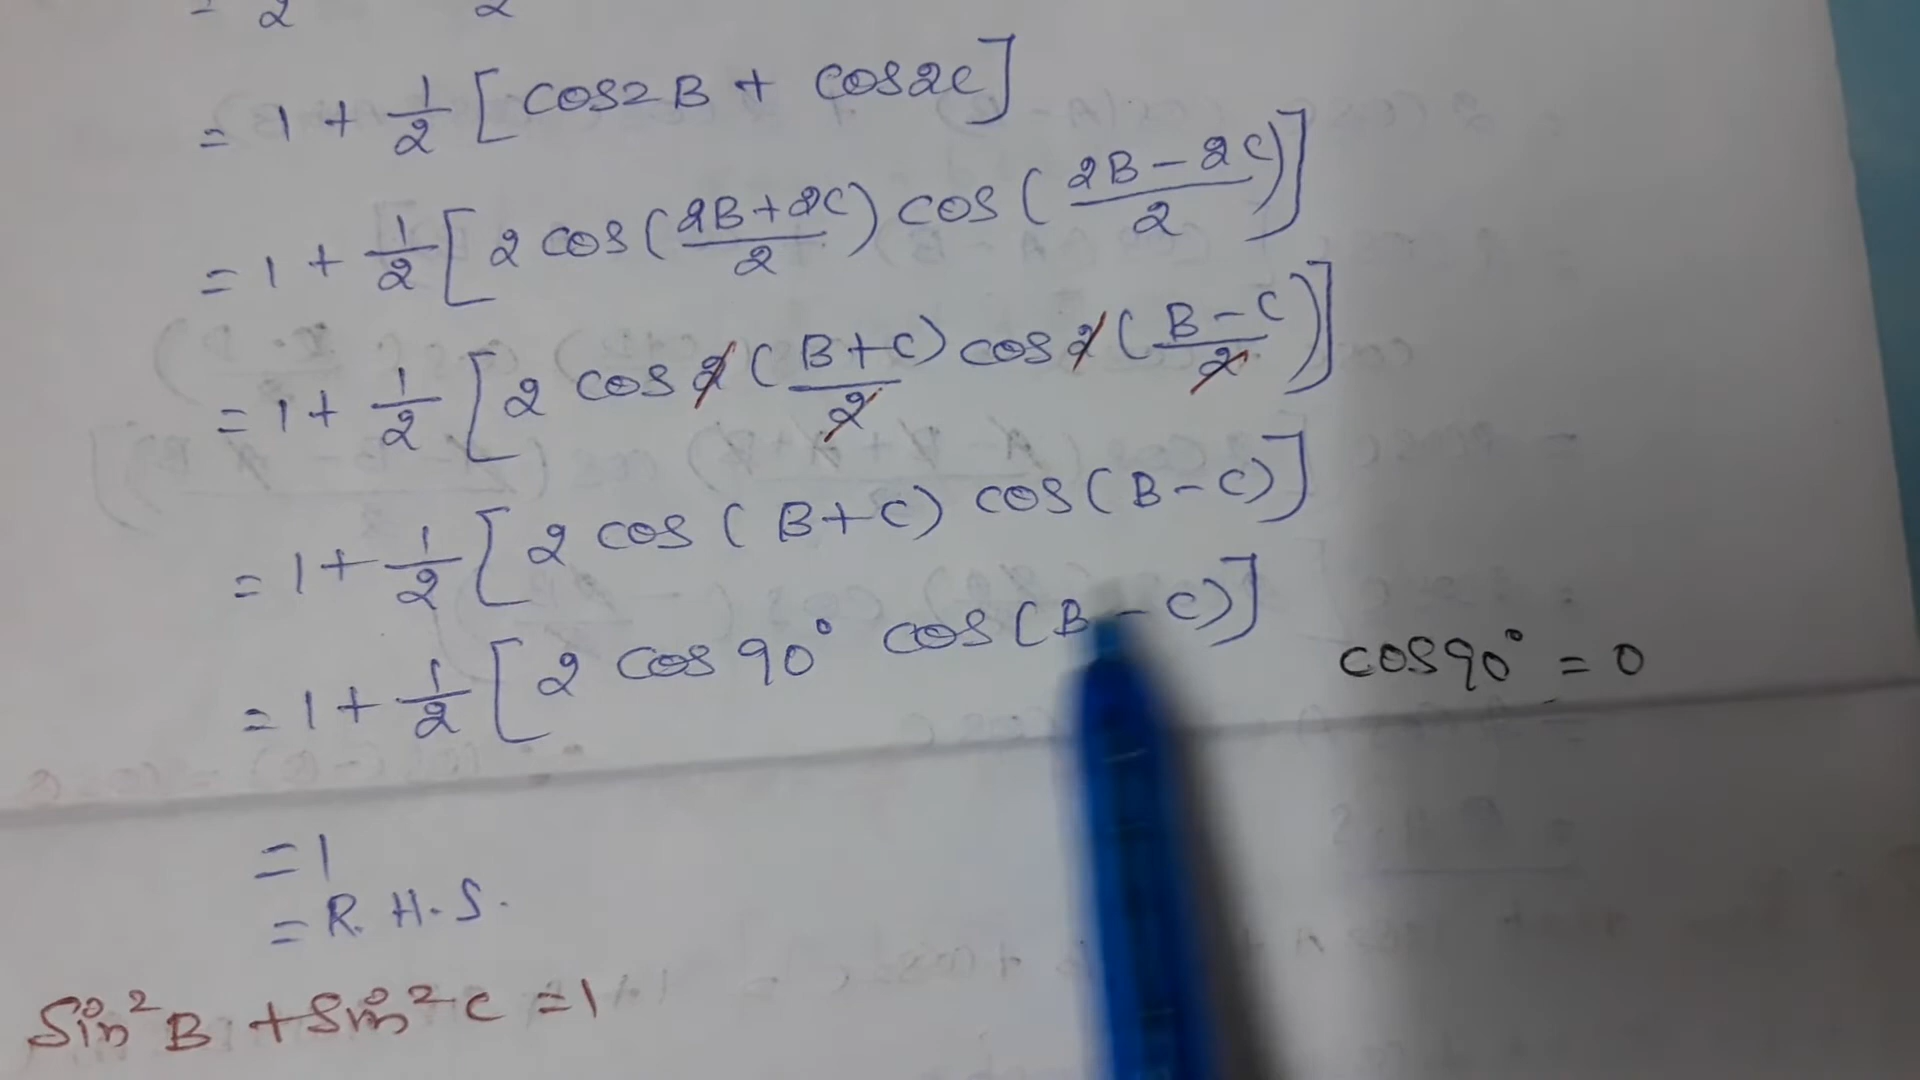 = 2 2
= 1 + 1/2 [cos2B + cos2C]
= 1 + 1/2 [2 cos (2B+2C/2) cos (2B-2C/2)]
= 1 + 1/2 [2 cos 2 (B+C/2) cos 2 (B-C/2)]
= 1 + 1/2 [2 cos (B+C) cos (B-C)]
= 1 + 1/2 [2 cos 90° cos (B-C)] cos 90° = 0
= 1
= R.H.S.
Sin²B + Sin²C = 1